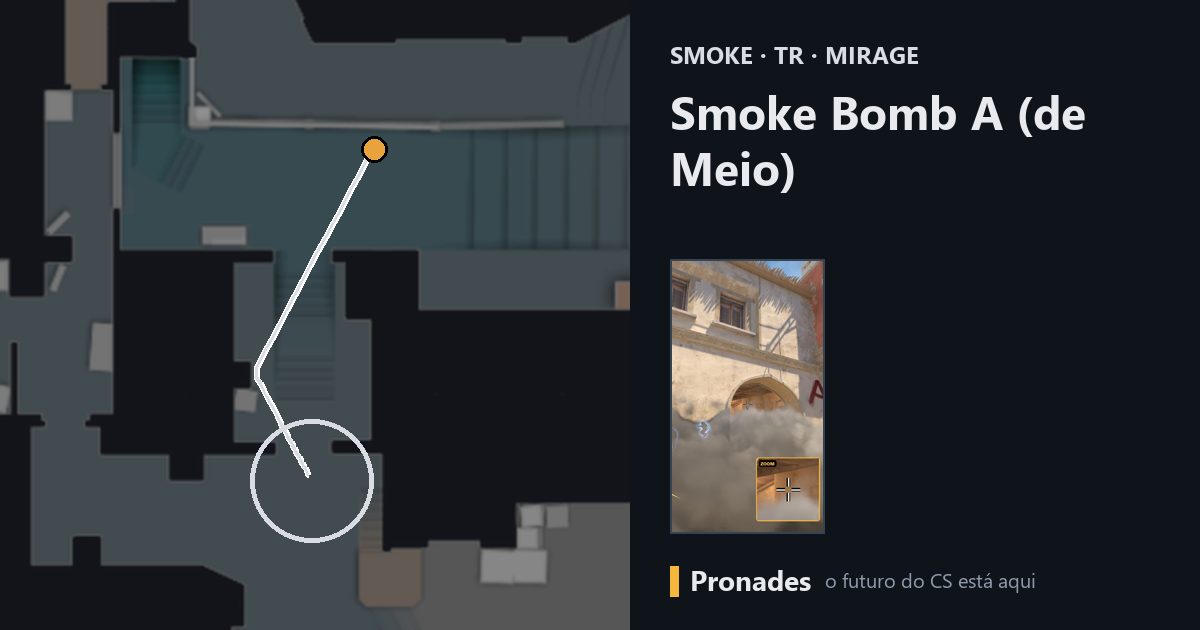 SMOKE · TR · MIRAGE
Smoke Bomb A (de
Meio)
ZOOM
Pronades o futuro do CS está aqui